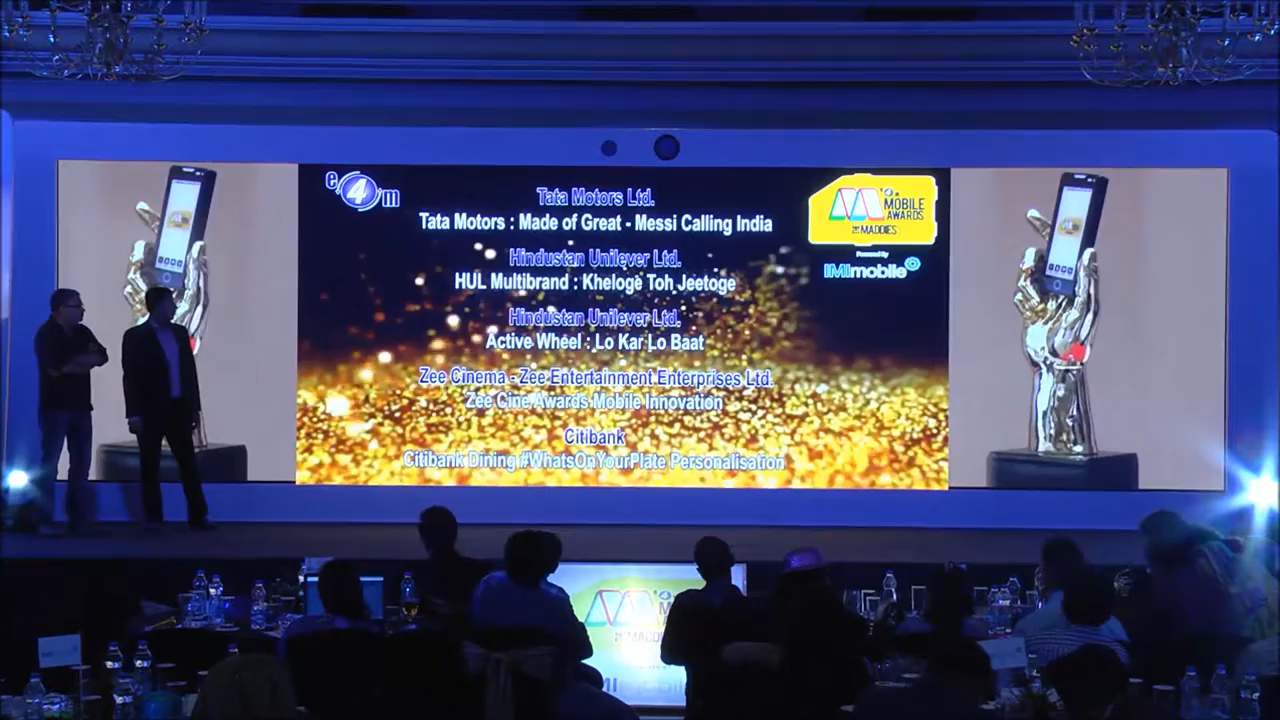 e4m
Tata Motors Ltd.
Tata Motors : Made of Great - Messi Calling India
Hindustan Unilever Ltd.
HUL Multibrand : Kheloge Toh Jeetoge
Hindustan Unilever Ltd.
Active Wheel : Lo Kar Lo Baat
Zee Cinema - Zee Entertainment Enterprises Ltd.
Zee Cine Awards Mobile Innovation
Citibank
Citibank Dining #WhatsOnYourPlate Personalisation
MOBILE
AWARDS
THE MADDIES
Powered By
IMImobile